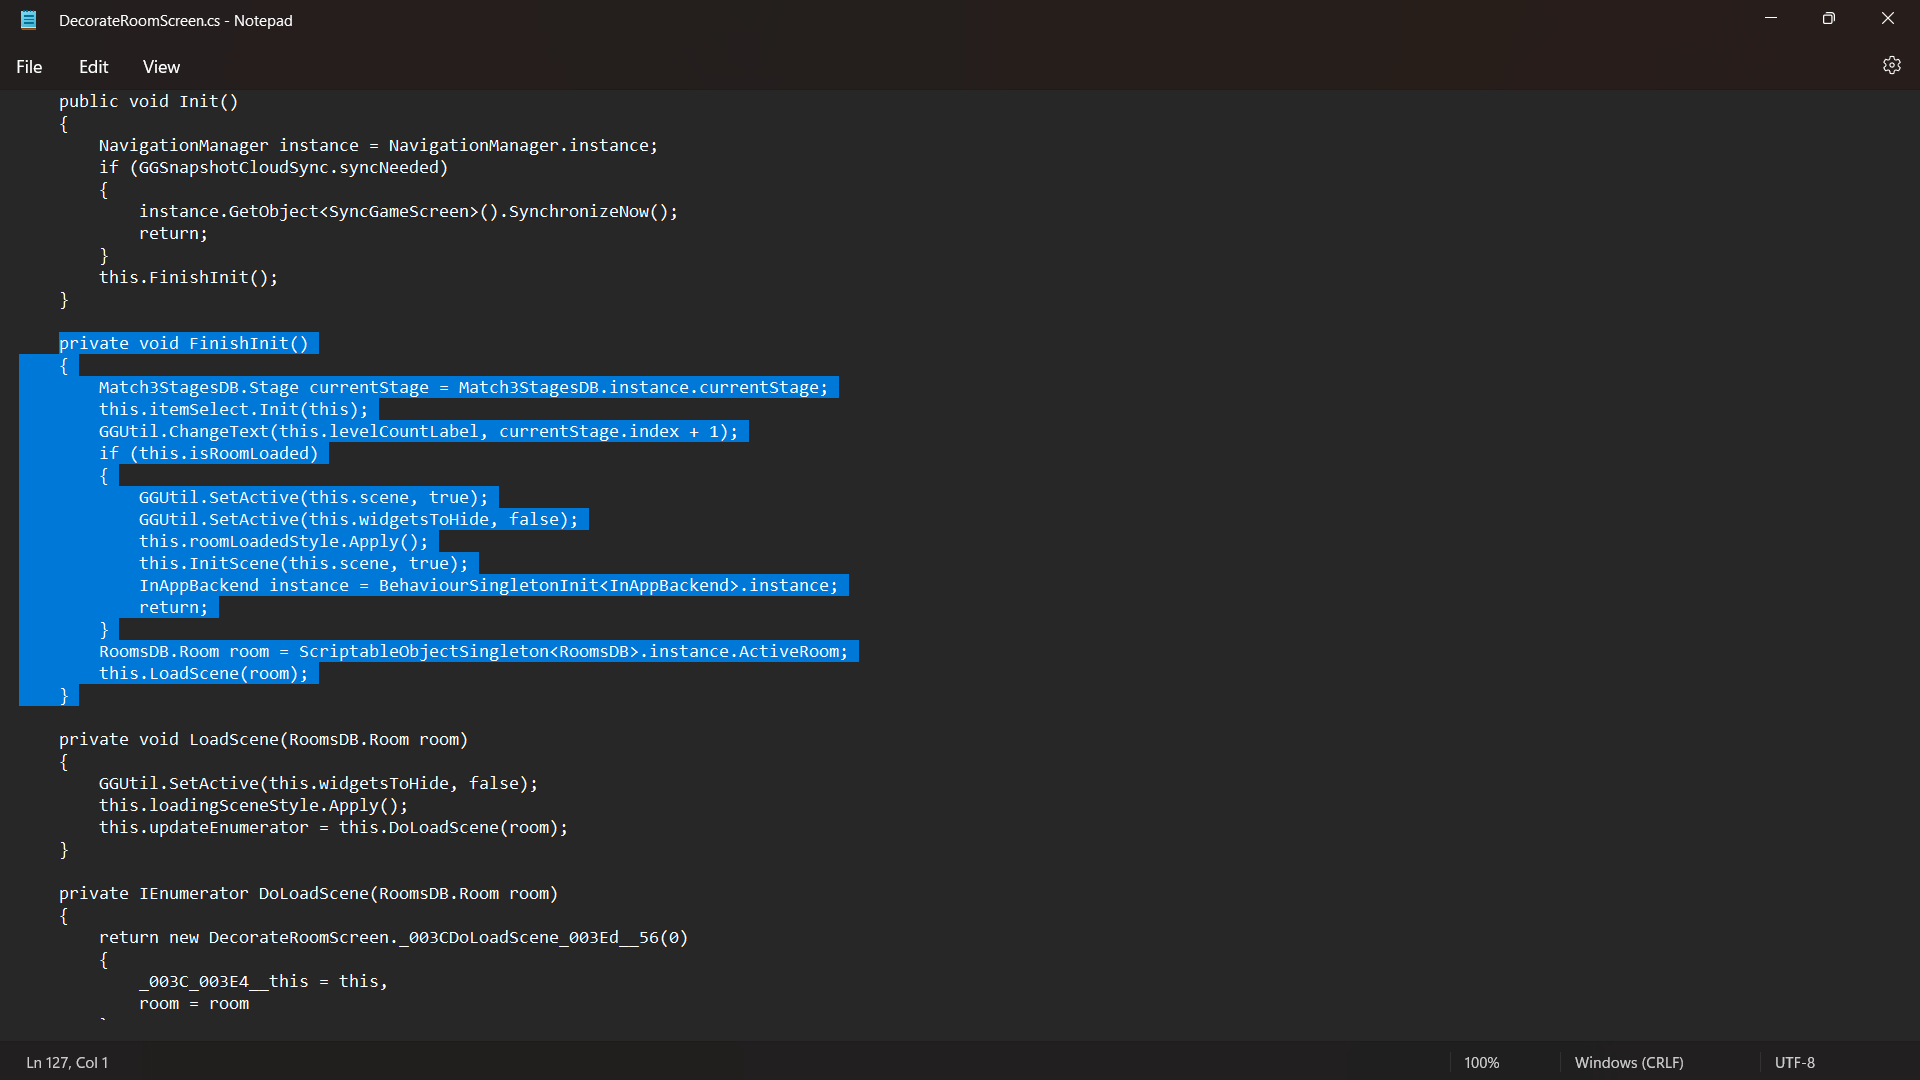 DecorateRoomScreen.cs - Notepad
File Edit View
public void Init()
{
NavigationManager instance = NavigationManager.instance;
if (GGSnapshotCloudSync.syncNeeded)
{
instance.GetObject<SyncGameScreen>().SynchronizeNow();
return;
}
this.FinishInit();
}
private void FinishInit()
{
Match3StagesDB.Stage currentStage = Match3StagesDB.instance.currentStage;
this.itemSelect.Init(this);
GGUtil.ChangeText(this.levelCountLabel, currentStage.index + 1);
if (this.isRoomLoaded)
{
GGUtil.SetActive(this.scene, true);
GGUtil.SetActive(this.widgetsToHide, false);
this.roomLoadedStyle.Apply();
this.InitScene(this.scene, true);
InAppBackend instance = BehaviourSingletonInit<InAppBackend>.instance;
return;
}
RoomsDB.Room room = ScriptableObjectSingleton<RoomsDB>.instance.ActiveRoom;
this.LoadScene(room);
}
private void LoadScene(RoomsDB.Room room)
{
GGUtil.SetActive(this.widgetsToHide, false);
this.loadingSceneStyle.Apply();
this.updateEnumerator = this.DoLoadScene(room);
}
private IEnumerator DoLoadScene(RoomsDB.Room room)
{
return new DecorateRoomScreen._003CDoLoadScene_003Ed__56(0)
{
_003C_003E4__this = this,
room = room
Ln 127, Col 1 100% Windows (CRLF) UTF-8